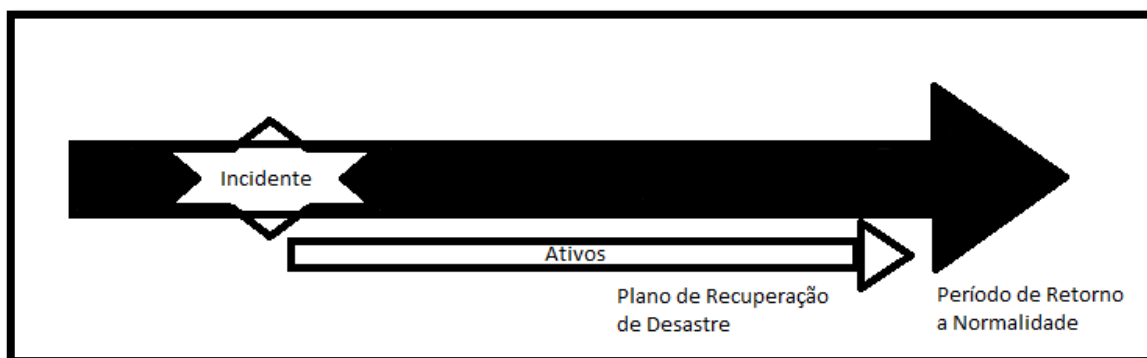 Incidente
Ativos
Plano de Recuperação
de Desastre
Período de Retorno
a Normalidade